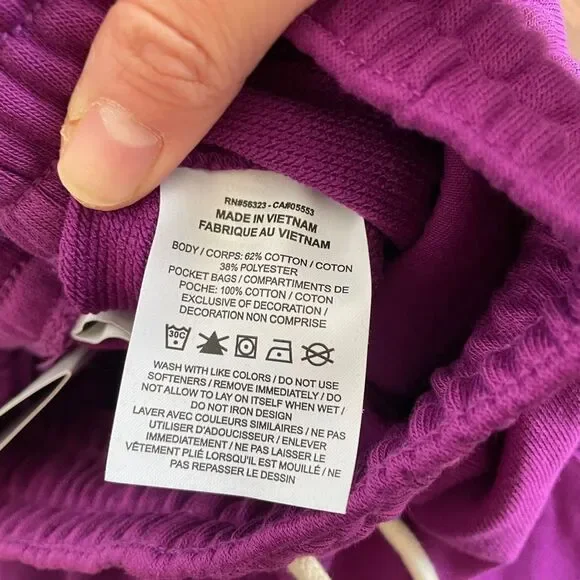 RN#56323 - CA#05553
MADE IN VIETNAM
FABRIQUE AU VIETNAM
BODY / CORPS: 62% COTTON / COTON
38% POLYESTER
POCKET BAGS / COMPARTIMENTS DE
POCHE: 100% COTTON / COTON
EXCLUSIVE OF DECORATION /
DECORATION NON COMPRISE
30C
WASH WITH LIKE COLORS / DO NOT USE
SOFTENERS / REMOVE IMMEDIATELY / DO
NOT ALLOW TO LAY ON ITSELF WHEN WET /
DO NOT IRON DESIGN
LAVER AVEC COULEURS SIMILAIRES / NE PAS
UTILISER D'ADOUCISSEUR / ENLEVER
IMMÉDIATEMENT / NE PAS LAISSER LE
VÊTEMENT PLIÉ LORSQU'IL EST MOUILLÉ / NE
PAS REPASSER LE DESSIN